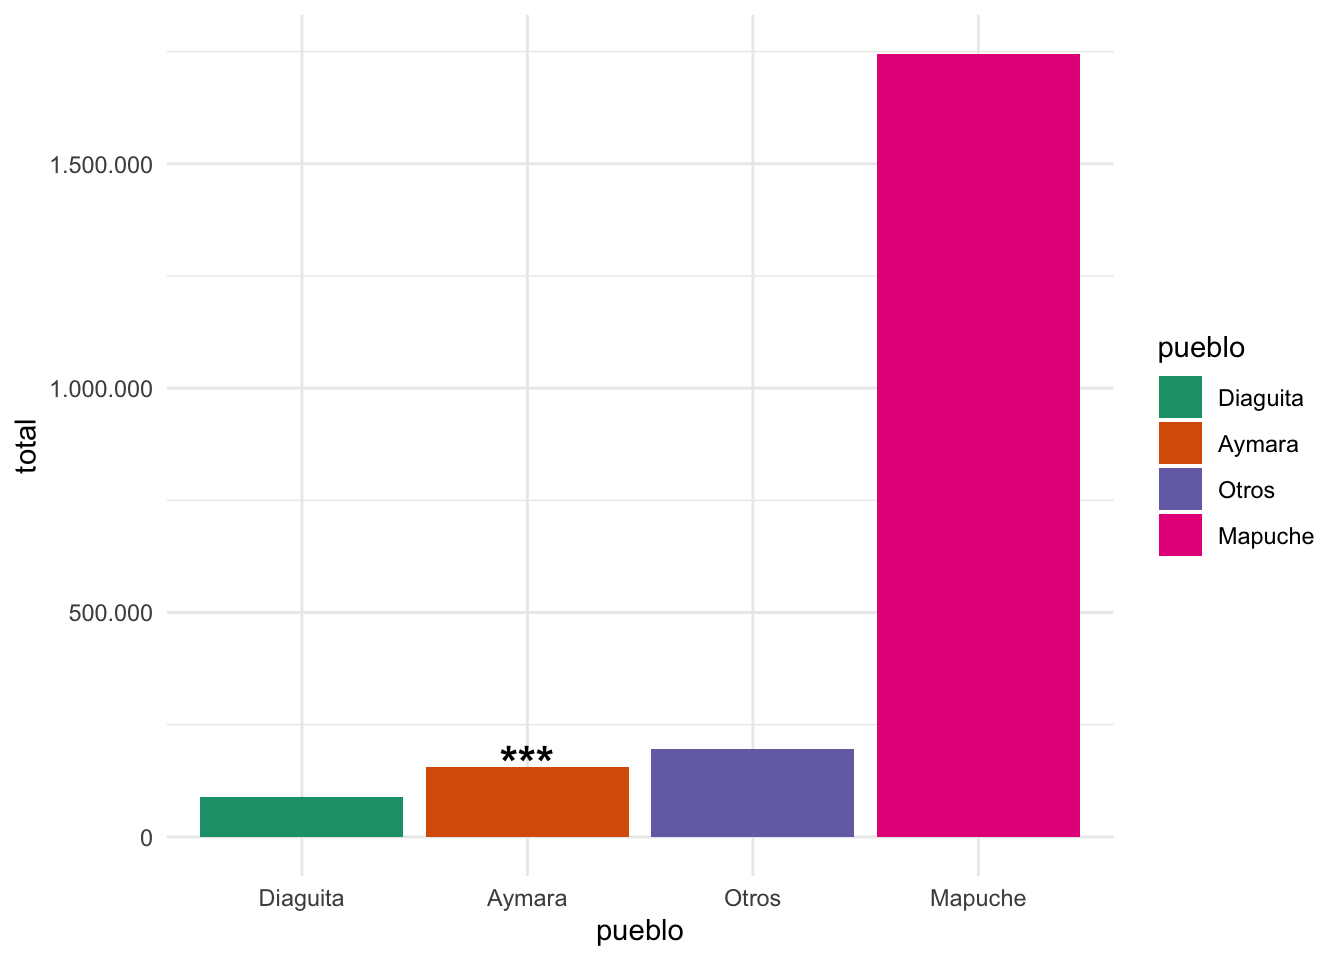 total
1.500.000
1.000.000
500.000
0
***
Diaguita
Aymara
Otros
Mapuche
pueblo
pueblo
Diaguita
Aymara
Otros
Mapuche